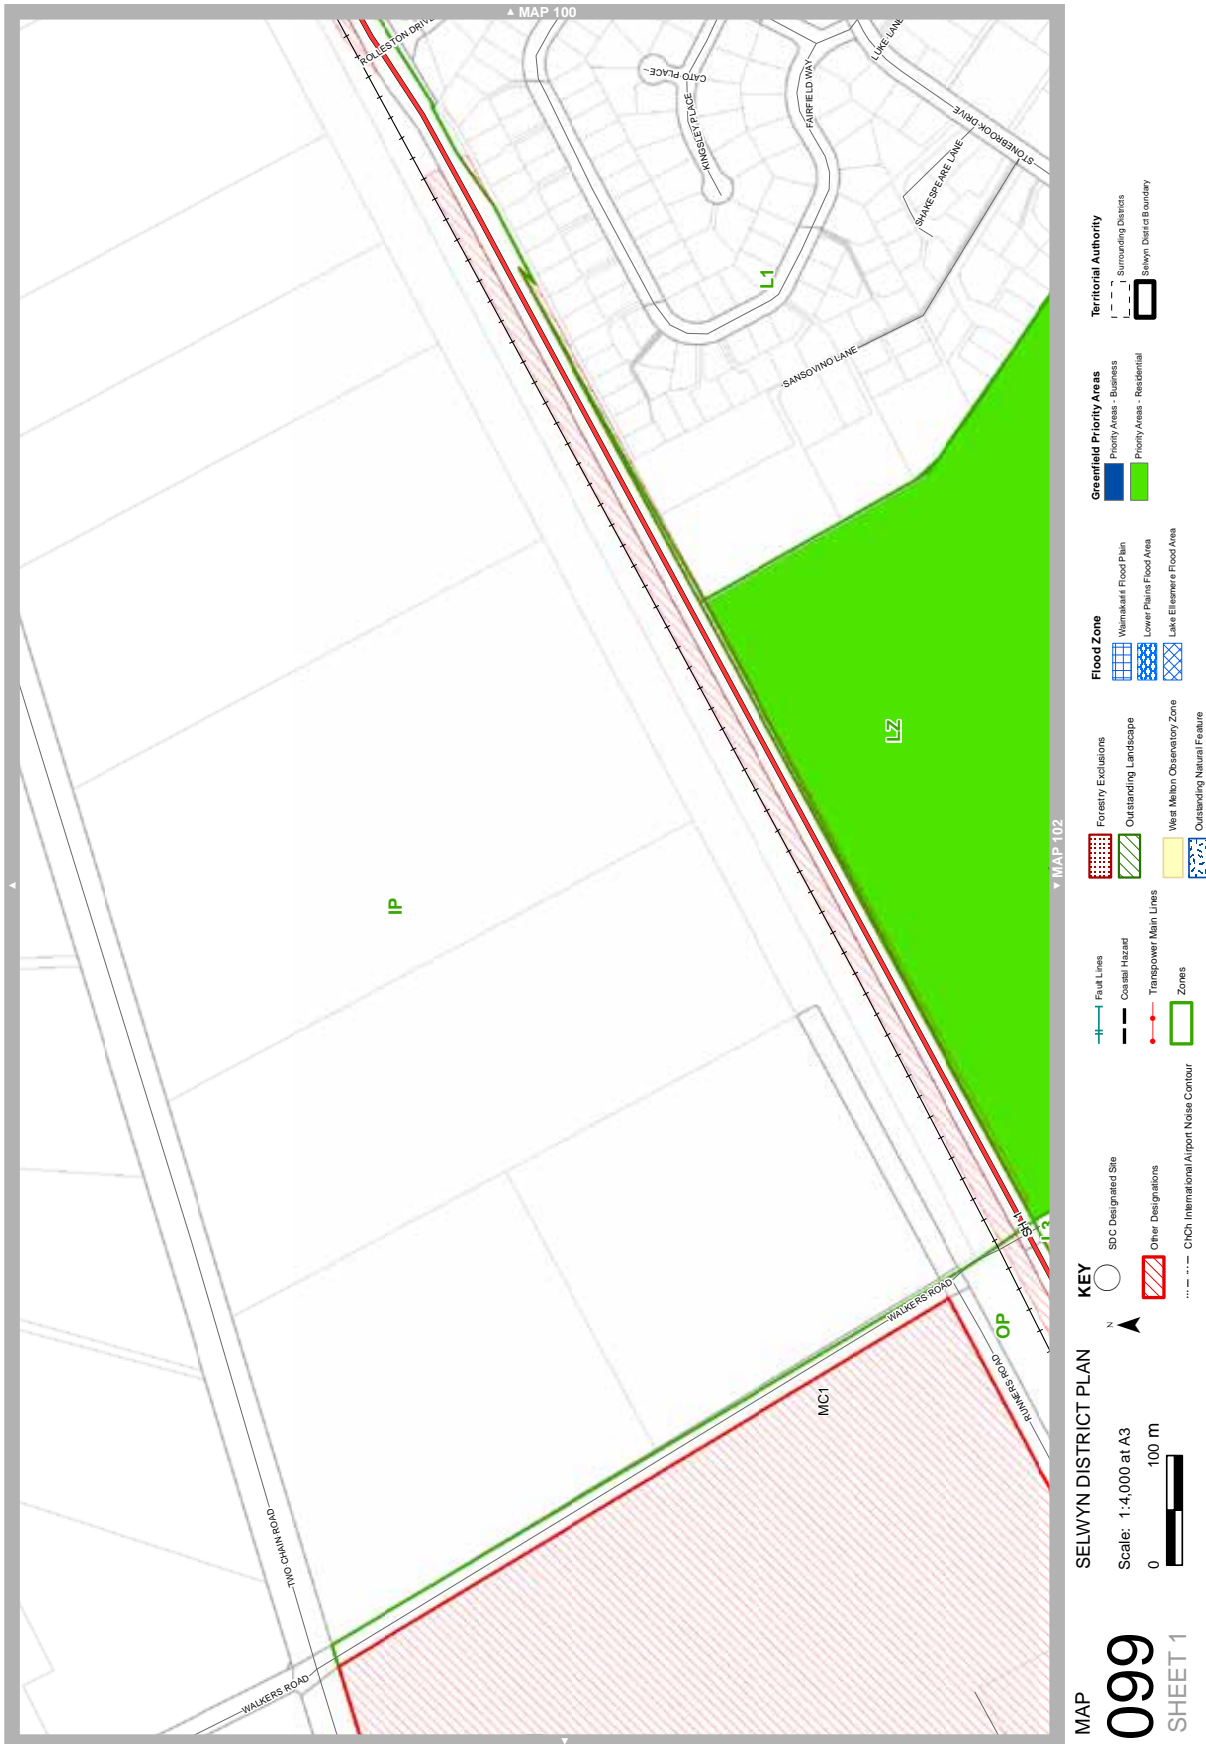 ▲ MAP 100
ROLLESTON DRIVE
CATO PLACE
KINGSLEY PLACE
FAIRFIELD WAY
LUKE LANE
STONEBROOK DRIVE
SHAKESPEARE LANE
L1
SANSOVINO LANE
LZ
IP
▼ MAP 102
SH1
L3
WALKERS ROAD
OP
RUNNERS ROAD
MC1
TWO CHAIN ROAD
WALKERS ROAD
MAP
099
SHEET 1
SELWYN DISTRICT PLAN
Scale: 1:4,000 at A3
0 100 m
N
KEY
SDC Designated Site
Other Designations
ChCh International Airport Noise Contour
Fault Lines
Coastal Hazard
Transpower Main Lines
Zones
Forestry Exclusions
Outstanding Landscape
West Melton Observatory Zone
Outstanding Natural Feature
Flood Zone
Waimakariri Flood Plain
Lower Plains Flood Area
Lake Ellesmere Flood Area
Greenfield Priority Areas
Priority Areas - Business
Priority Areas - Residential
Territorial Authority
Surrounding Districts
Selwyn District Boundary